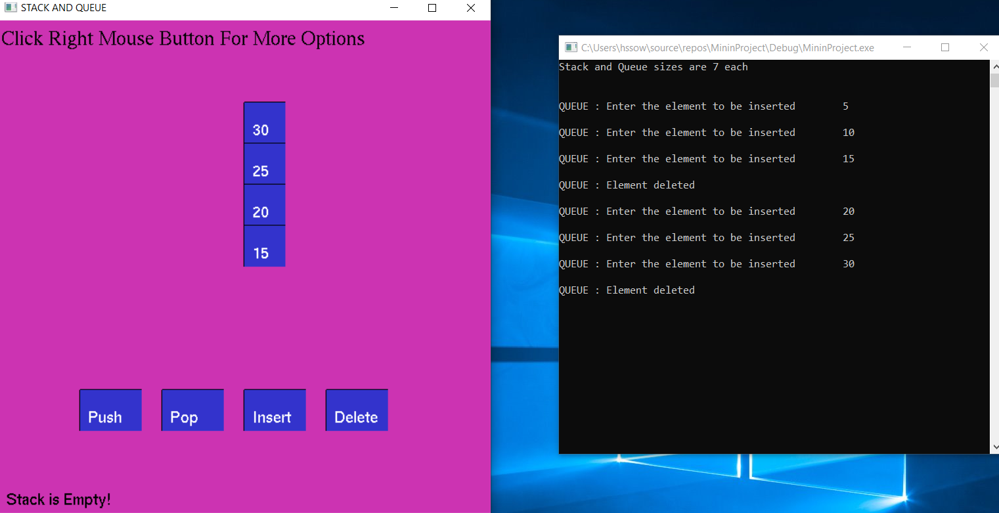 STACK AND QUEUE
Click Right Mouse Button For More Options
30
25
20
15
Push Pop Insert Delete
Stack is Empty!
C:\Users\hssow\source\repos\MininProject\Debug\MininProject.exe
Stack and Queue sizes are 7 each
QUEUE : Enter the element to be inserted 5
QUEUE : Enter the element to be inserted 10
QUEUE : Enter the element to be inserted 15
QUEUE : Element deleted
QUEUE : Enter the element to be inserted 20
QUEUE : Enter the element to be inserted 25
QUEUE : Enter the element to be inserted 30
QUEUE : Element deleted